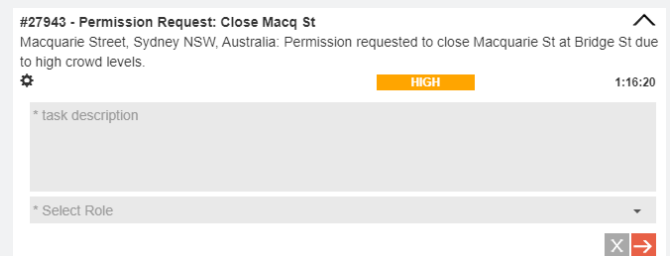 #27943 - Permission Request: Close Macq St
Macquarie Street, Sydney NSW, Australia: Permission requested to close Macquarie St at Bridge St due
to high crowd levels.
HIGH 1:16:20
* task description
* Select Role
X